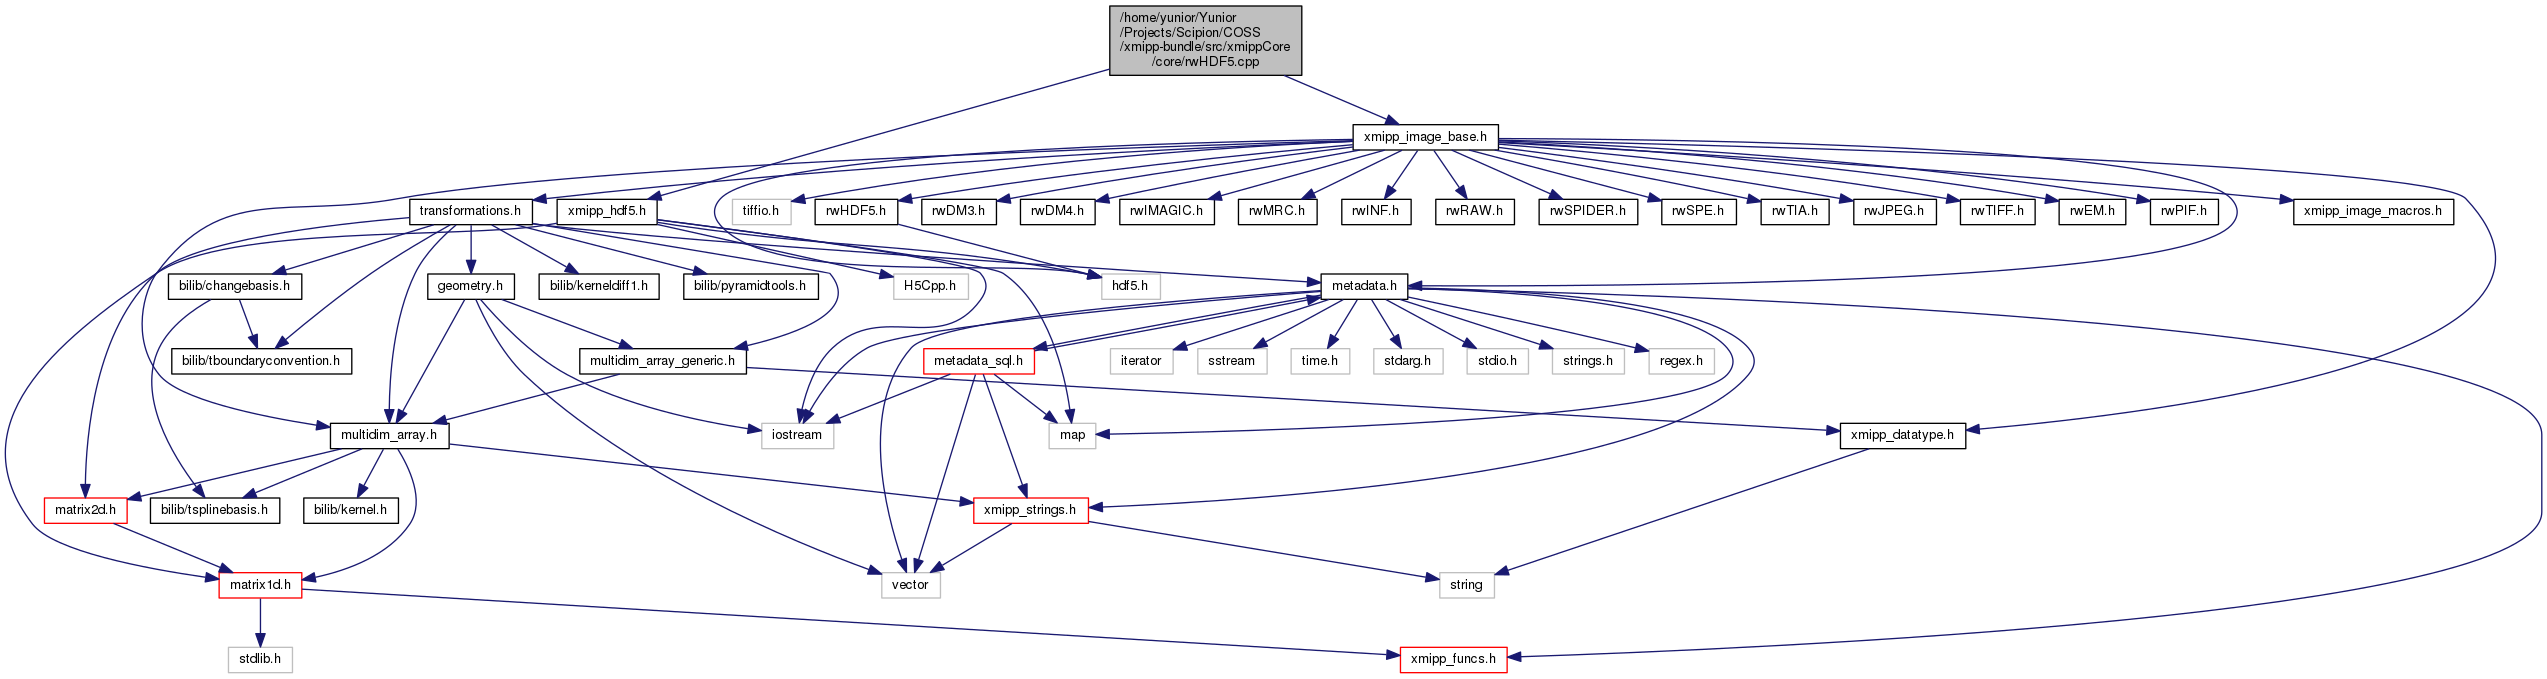 /home/yunior/Yunior
/Projects/Scipion/COSS
/xmipp-bundle/src/xmippCore
/core/rwHDF5.cpp
xmipp_image_base.h
transformations.h
xmipp_hdf5.h
tiffio.h
rwHDF5.h
rwDM3.h
rwDM4.h
rwIMAGIC.h
rwMRC.h
rwINF.h
rwRAW.h
rwSPIDER.h
rwSPE.h
rwTIA.h
rwJPEG.h
rwTIFF.h
rwEM.h
rwPIF.h
xmipp_image_macros.h
bilib/changebasis.h
geometry.h
bilib/kerneldiff1.h
bilib/pyramidtools.h
H5Cpp.h
hdf5.h
metadata.h
bilib/tboundaryconvention.h
multidim_array_generic.h
metadata_sql.h
iterator
sstream
time.h
stdarg.h
stdio.h
strings.h
regex.h
multidim_array.h
iostream
map
xmipp_datatype.h
matrix2d.h
bilib/tsplinebasis.h
bilib/kernel.h
xmipp_strings.h
matrix1d.h
vector
string
stdlib.h
xmipp_funcs.h